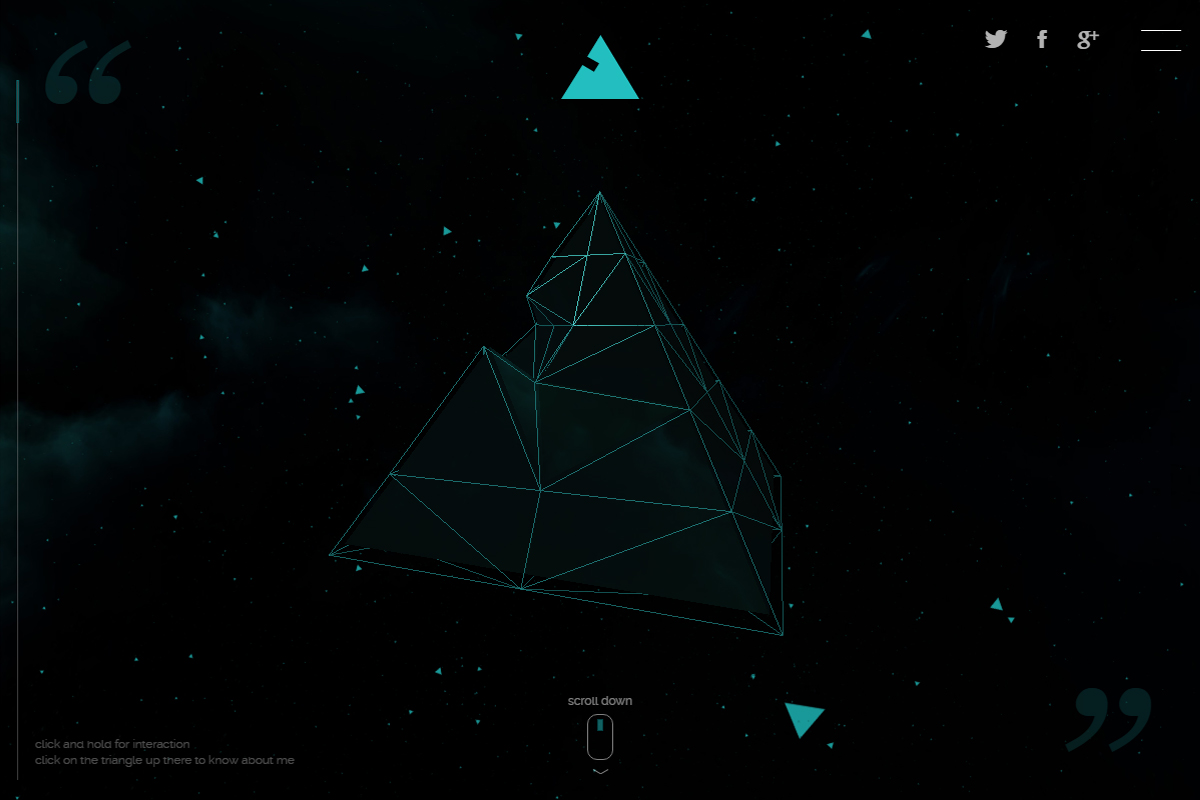 scroll down
click and hold for interaction
click on the triangle up there to know about me